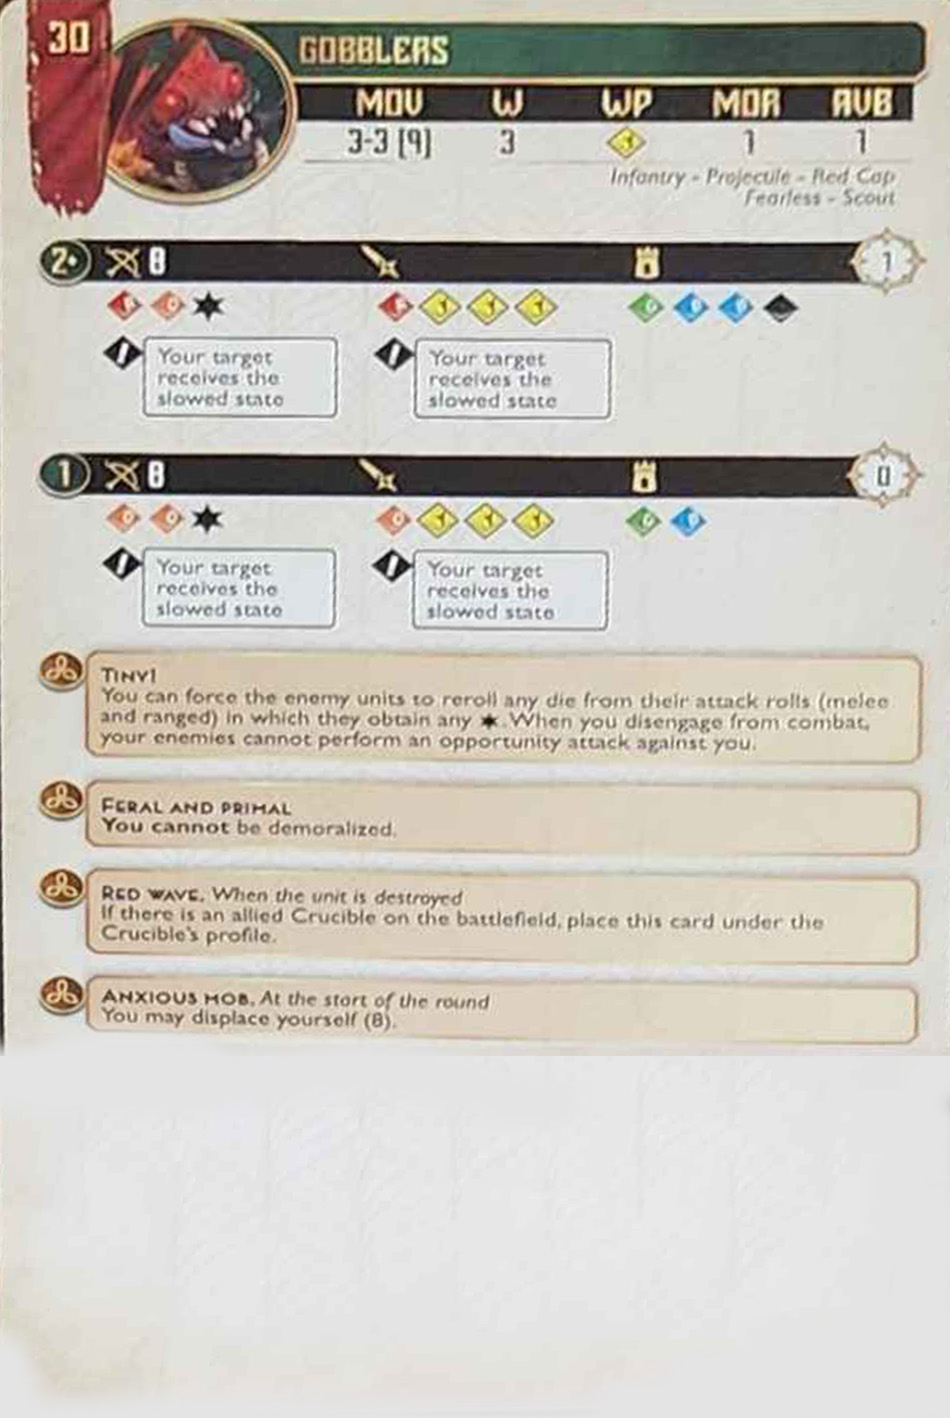 30
GOBBLERS
MOV W WP MOR AVB
3-3 (9) 3 1 1
Infantry - Projectile - Red Cap
Fearless - Scout
2+ 8 1
Your target
receives the
slowed state
Your target
receives the
slowed state
1 8 0
Your target
receives the
slowed state
Your target
receives the
slowed state
TINY!
You can force the enemy units to reroll any die from their attack rolls (melee
and ranged) in which they obtain any ✶. When you disengage from combat,
your enemies cannot perform an opportunity attack against you.
FERAL AND PRIMAL
You cannot be demoralized.
RED WAVE. When the unit is destroyed
If there is an allied Crucible on the battlefield, place this card under the
Crucible's profile.
ANXIOUS MOB. At the start of the round
You may displace yourself (8).